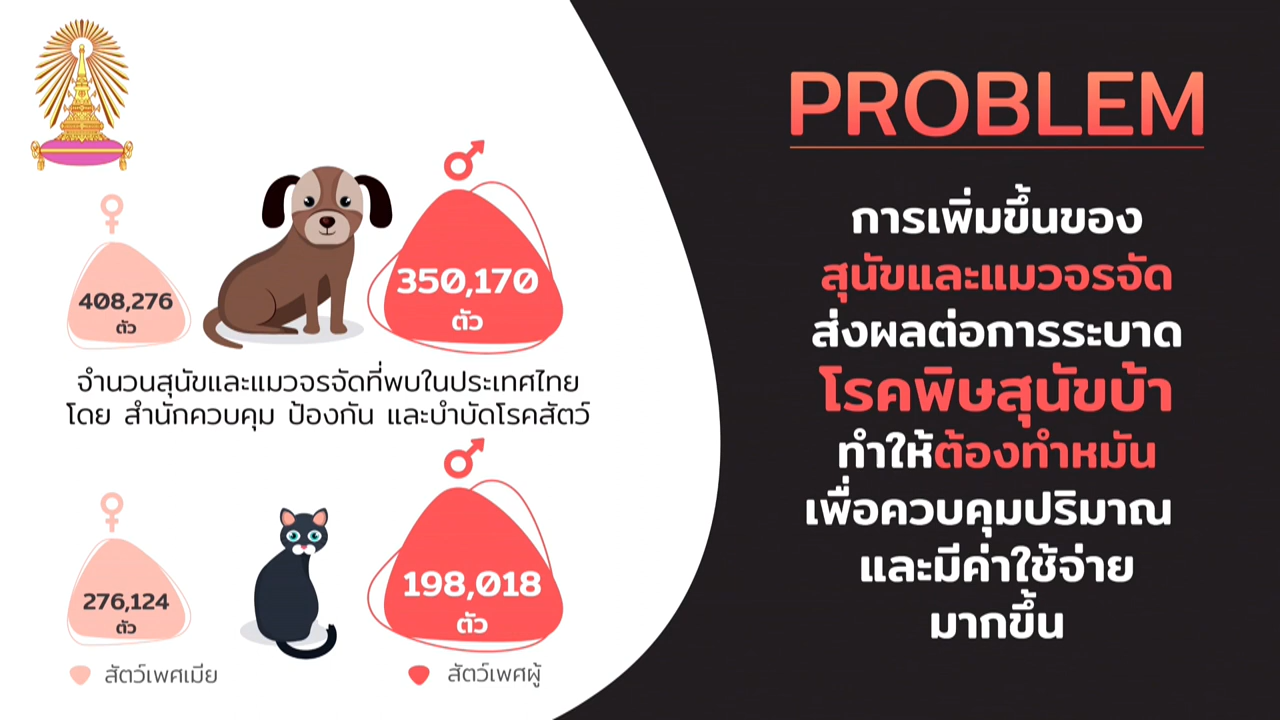 PROBLEM
การเพิ่มขึ้นของ
สุนัขและแมวจรจัด
ส่งผลต่อการระบาด
โรคพิษสุนัขบ้า
ทำให้ต้องทำหมัน
เพื่อควบคุมปริมาณ
และมีค่าใช้จ่าย
มากขึ้น
408,276
ตัว
350,170
ตัว
จำนวนสุนัขและแมวจรจัดที่พบในประเทศไทย
โดย สำนักควบคุม ป้องกัน และบำบัดโรคสัตว์
276,124
ตัว
198,018
ตัว
สัตว์เพศเมีย
สัตว์เพศผู้